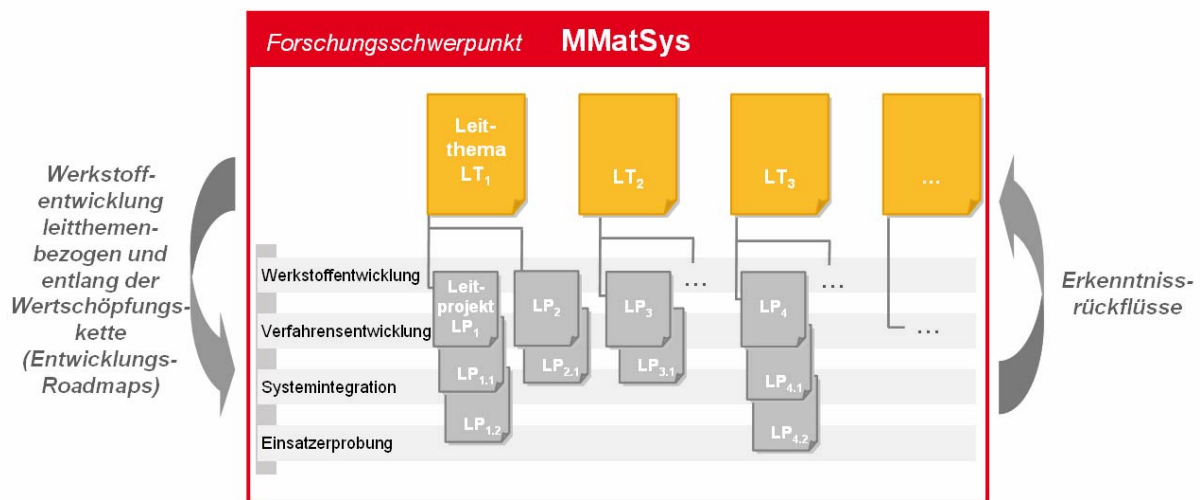 Forschungsschwerpunkt MMatSys
Werkstoff-
entwicklung
leitthemen-
bezogen und
entlang der
Wertschöpfungs-
kette
(Entwicklungs-
Roadmaps)
Leit-
thema
LT1
LT2
LT3
...
Werkstoffentwicklung
Verfahrensentwicklung
Systemintegration
Einsatzerprobung
Leit-
projekt
LP1
LP1.1
LP1.2
LP2
LP2.1
LP3
LP3.1
...
LP4
LP4.1
LP4.2
...
...
Erkenntniss-
rückflüsse